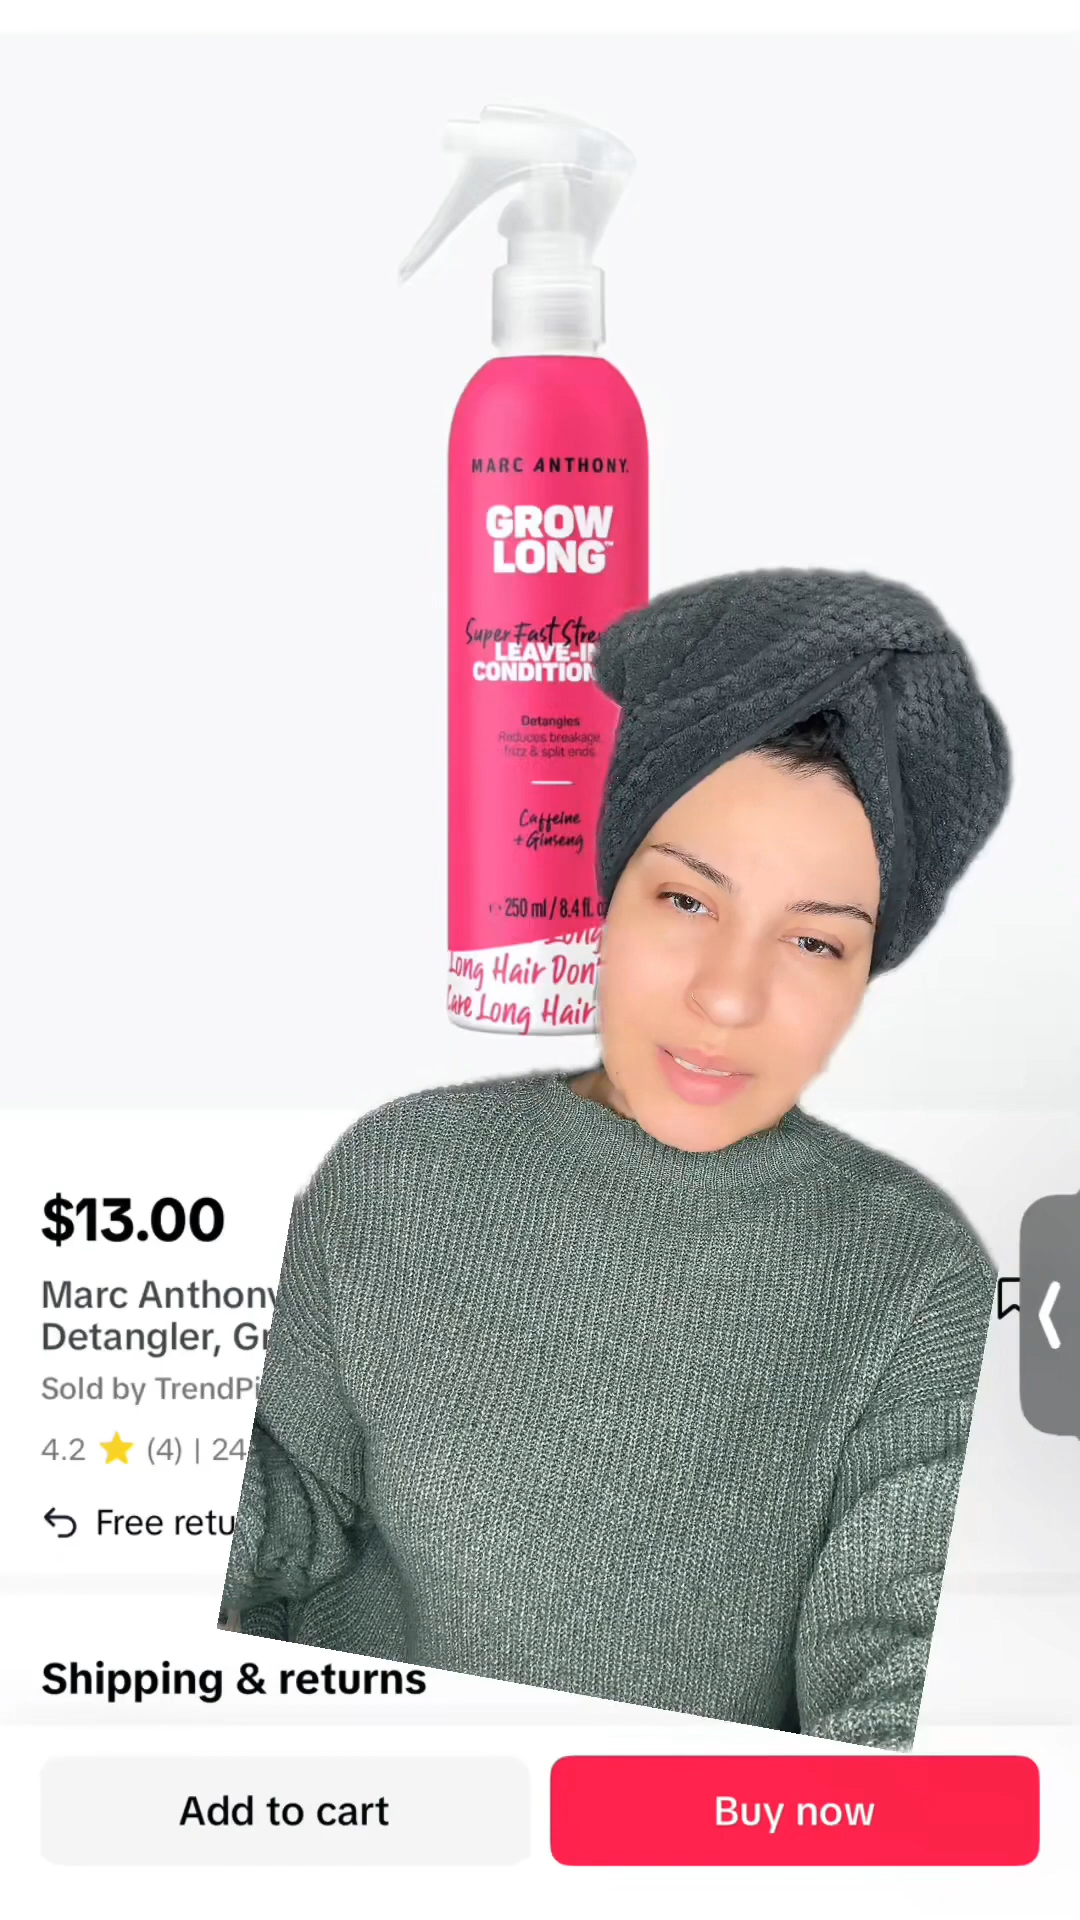 MARC ANTHONY.
GROW
LONG™
Super Fast
LEAVE-IN
CONDITION
Detangles
Reduces breakage,
frizz & split ends
Caffeine
+ Ginseng
250 ml / 8.4 fl.
Long
Long Hair Don't
Care Long Hair
$13.00
Marc Anthony
Detangler,
Sold by
4.2 ★ (4) | 24
Free
Shipping & returns
Add to cart
Buy now